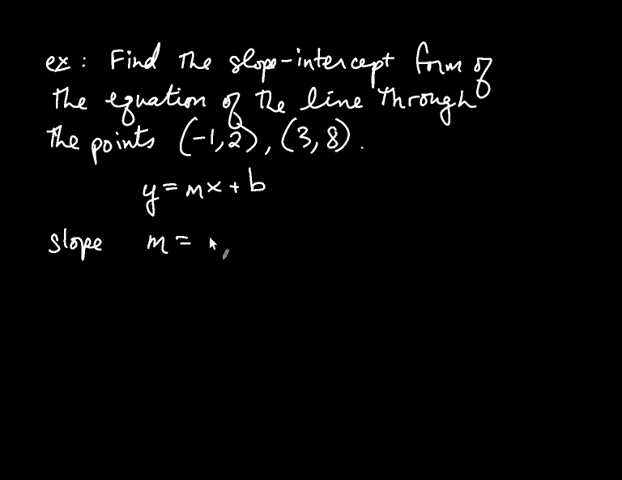 ex: Find the slope-intercept form of
the equation of the line through
the points (-1,2), (3,8).
y = mx + b
slope m =